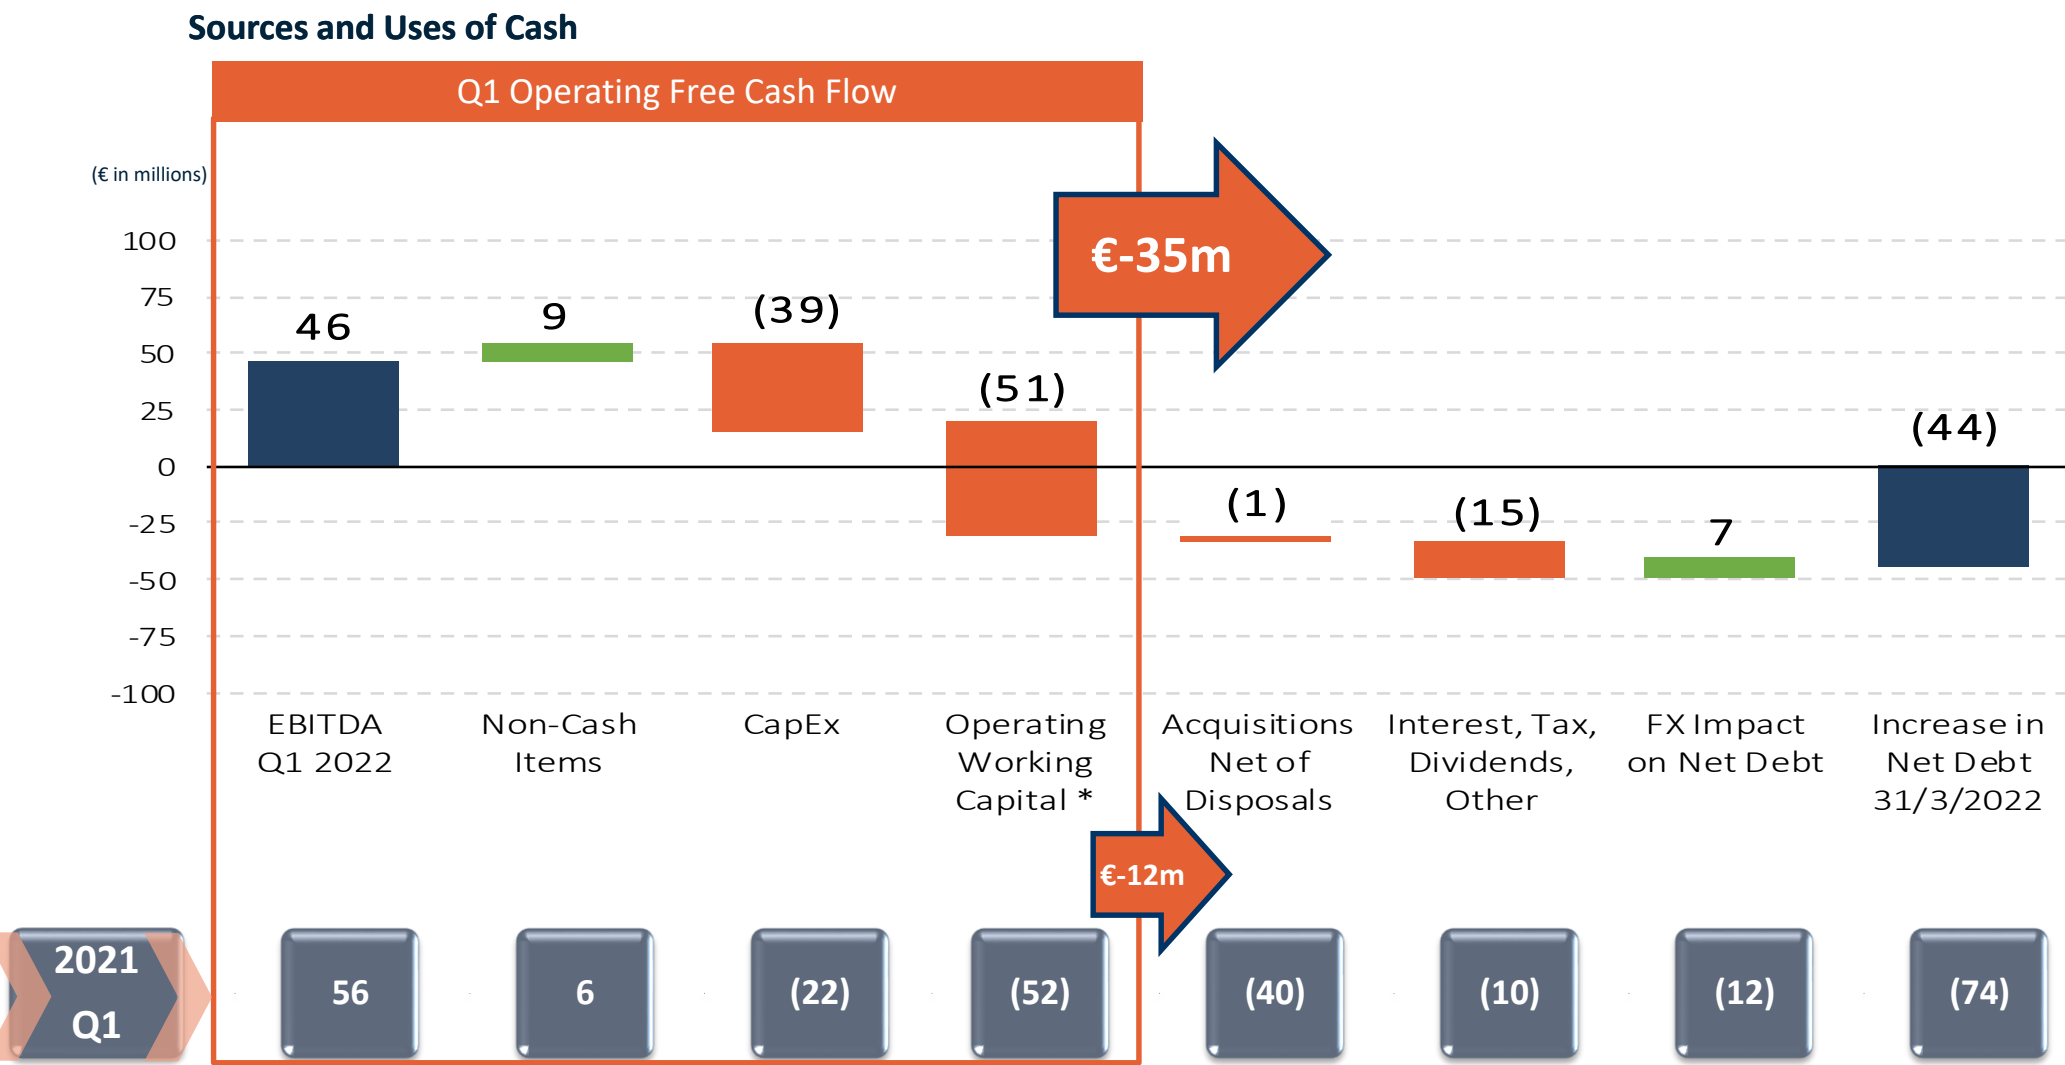 Sources and Uses of Cash
Q1 Operating Free Cash Flow
(€ in millions)
€-35m
100
75
50
25
0
-25
-50
-75
-100
46
9
(39)
(51)
(1)
(15)
7
(44)
EBITDA
Q1 2022
Non-Cash
Items
CapEx
Operating
Working
Capital *
Acquisitions
Net of
Disposals
Interest, Tax,
Dividends,
Other
FX Impact
on Net Debt
Increase in
Net Debt
31/3/2022
€-12m
2021
Q1
56
6
(22)
(52)
(40)
(10)
(12)
(74)